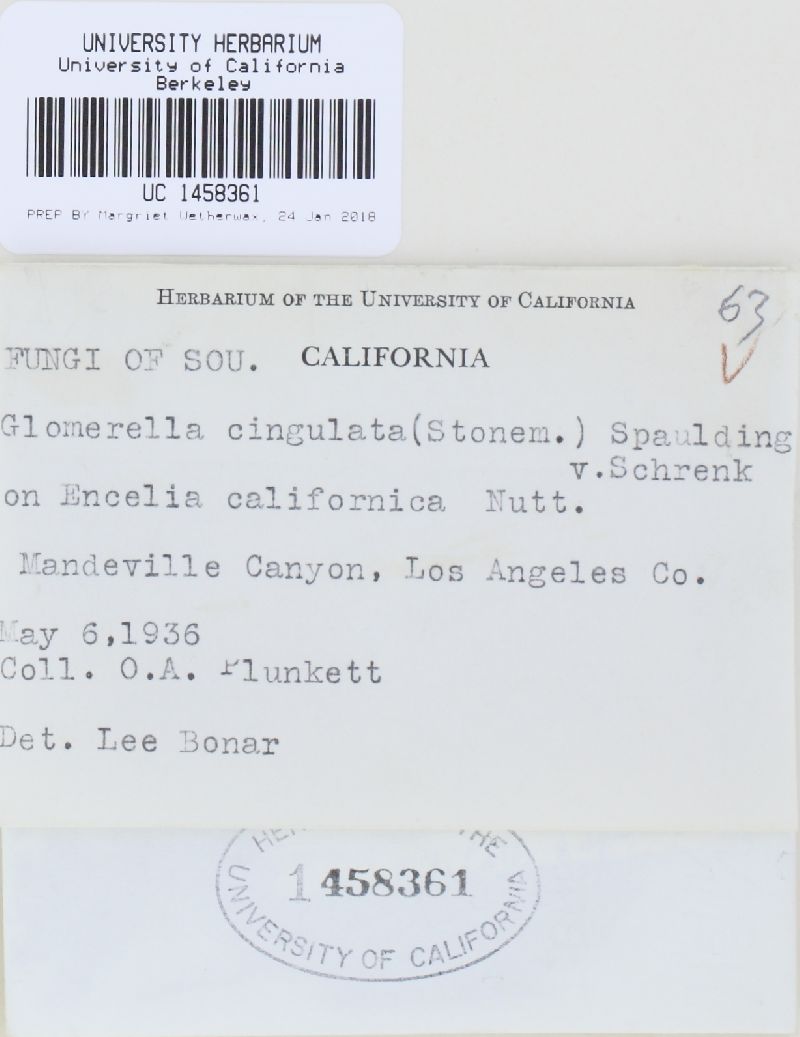 UNIVERSITY HERBARIUM
University of California
Berkeley
UC 1458361
PREP BY Margriet Wetherwax, 24 Jan 2018
HERBARIUM OF THE UNIVERSITY OF CALIFORNIA
63
FUNGI OF SOU. CALIFORNIA
Glomerella cingulata(Stonem.) Spaulding
v.Schrenk
on Encelia californica Nutt.
Mandeville Canyon, Los Angeles Co.
May 6,1936
Coll. O.A. Plunkett
Det. Lee Bonar
1458361
UNIVERSITY OF CALIFORNIA